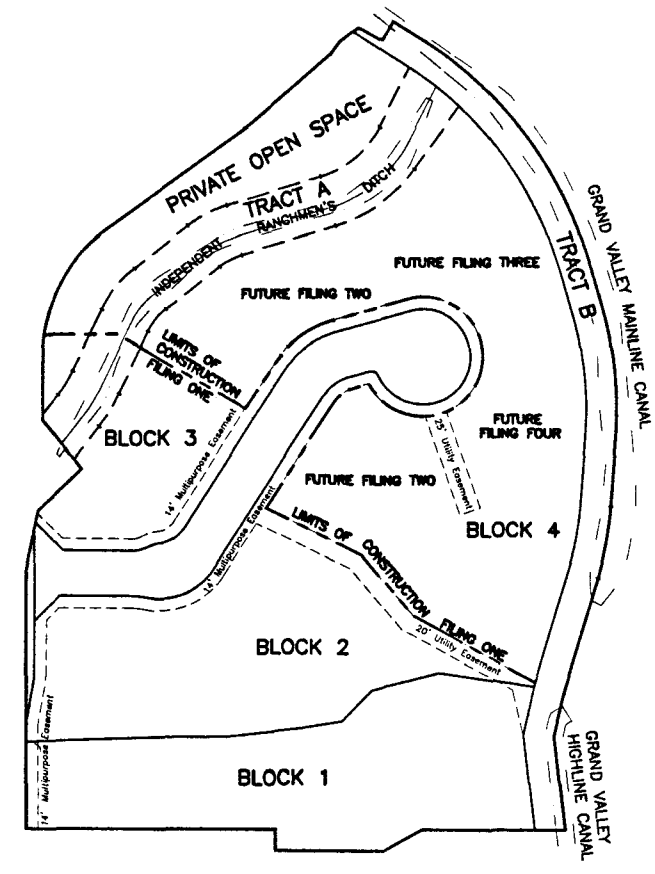 PRIVATE OPEN SPACE
TRACT A
INDEPENDENT RANCHMEN'S DITCH
GRAND VALLEY MAINLINE CANAL
TRACT B
FUTURE FILING THREE
FUTURE FILING TWO
LIMITS OF
CONSTRUCTION
FILING ONE
BLOCK 3
14' Multipurpose Easement
FUTURE
FILING FOUR
25' Utility Easement
FUTURE FILING TWO
BLOCK 4
14' Multipurpose Easement
LIMITS OF CONSTRUCTION FILING ONE
20' Utility Easement
BLOCK 2
14' Multipurpose Easement
BLOCK 1
GRAND VALLEY
HIGHLINE CANAL